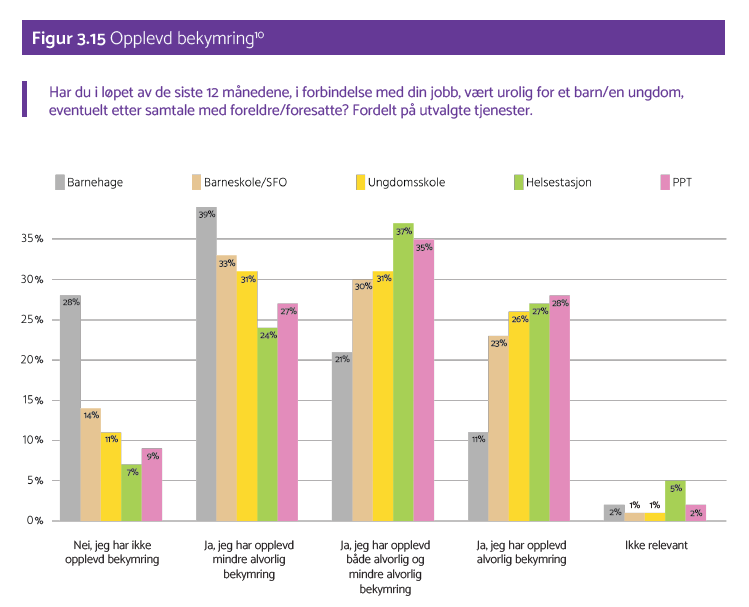 Figur 3.15 Opplevd bekymring¹⁰
Har du i løpet av de siste 12 månedene, i forbindelse med din jobb, vært urolig for et barn/en ungdom,
eventuelt etter samtale med foreldre/foresatte? Fordelt på utvalgte tjenester.
Barnehage Barneskole/SFO Ungdomsskole Helsestasjon PPT
35%
30%
25%
20%
15%
10%
5%
0%
28% 14% 11% 7% 9%
39% 33% 31% 24% 27%
21% 30% 31% 37% 35%
11% 23% 26% 27% 28%
2% 1% 1% 5% 2%
Nei, jeg har ikke
opplevd bekymring
Ja, jeg har opplevd
mindre alvorlig
bekymring
Ja, jeg har opplevd
både alvorlig og
mindre alvorlig
bekymring
Ja, jeg har opplevd
alvorlig bekymring
Ikke relevant